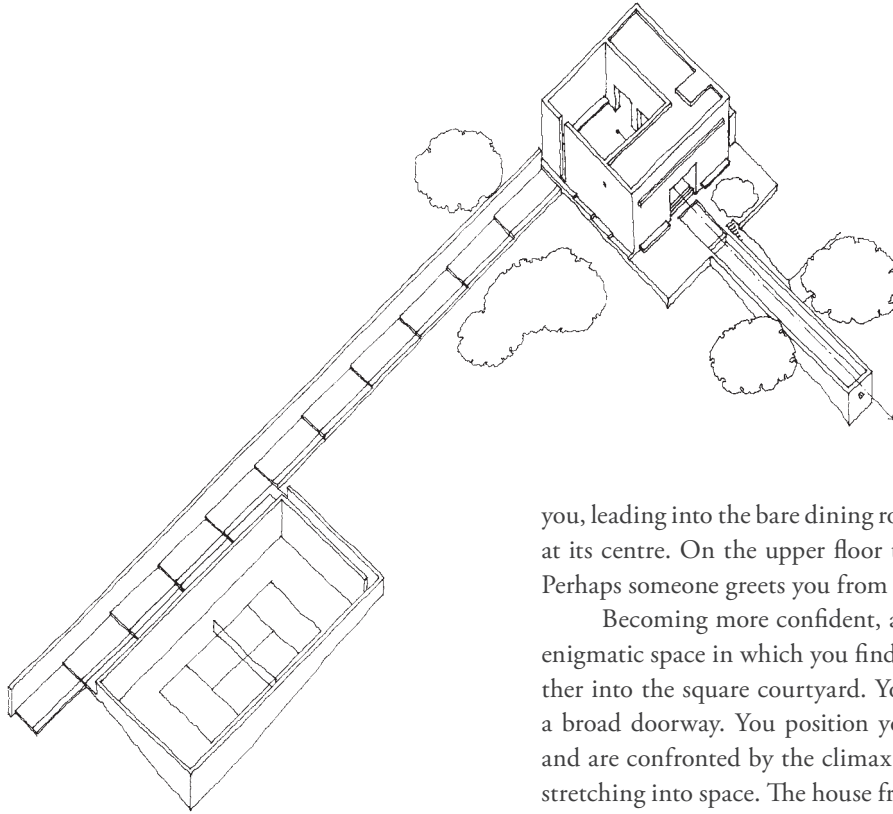 you, leading into the bare dining ro
at its centre. On the upper floor t
Perhaps someone greets you from
Becoming more confident, a
enigmatic space in which you find
ther into the square courtyard. Yo
a broad doorway. You position yo
and are confronted by the climax
stretching into space. The house fr